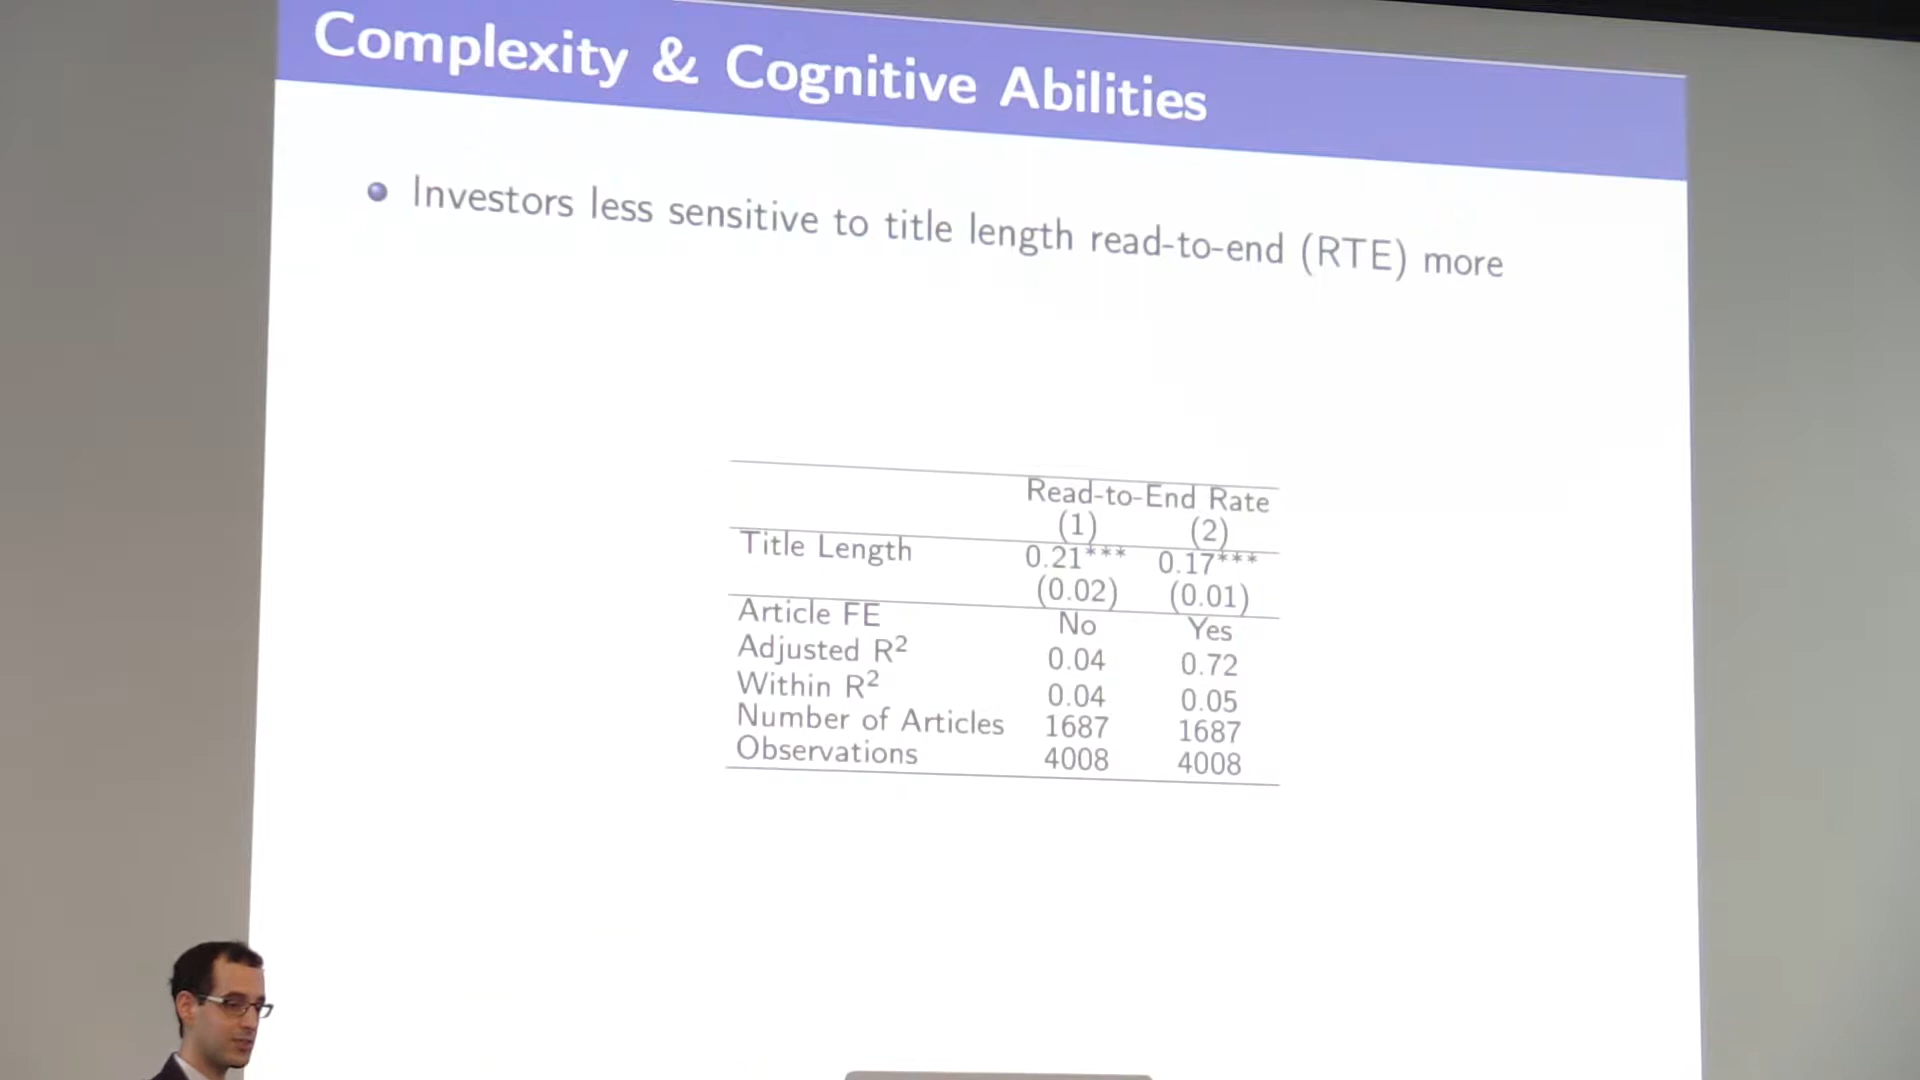 Complexity & Cognitive Abilities
Investors less sensitive to title length read-to-end (RTE) more
Read-to-End Rate
(1) (2)
Title Length 0.21*** 0.17***
(0.02) (0.01)
Article FE No Yes
Adjusted R² 0.04 0.72
Within R² 0.04 0.05
Number of Articles 1687 1687
Observations 4008 4008